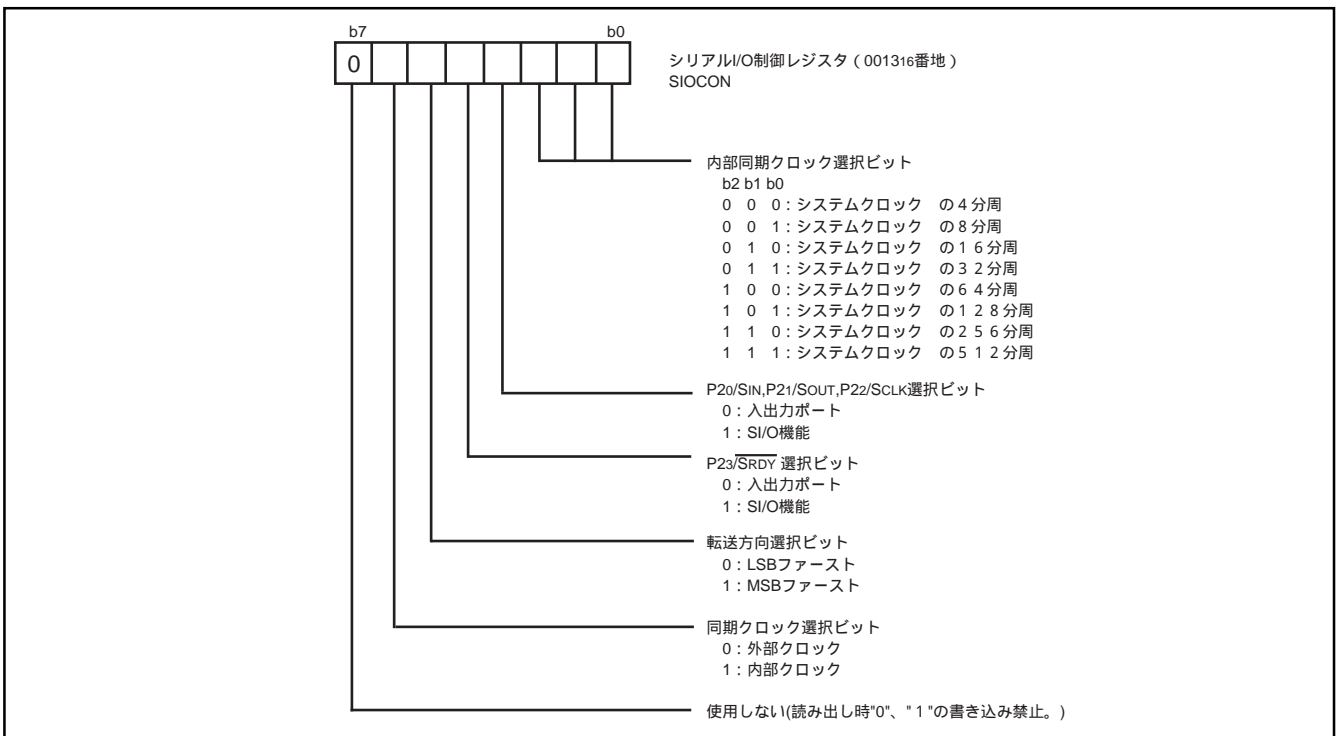 b7 b0
0
シリアルI/O制御レジスタ（001316番地）
SIOCON
内部同期クロック選択ビット
b2 b1 b0
0 0 0：システムクロック　の４分周
0 0 1：システムクロック　の８分周
0 1 0：システムクロック　の１６分周
0 1 1：システムクロック　の３２分周
1 0 0：システムクロック　の６４分周
1 0 1：システムクロック　の１２８分周
1 1 0：システムクロック　の２５６分周
1 1 1：システムクロック　の５１２分周
P20/SIN,P21/SOUT,P22/SCLK選択ビット
0：入出力ポート
1：SI/O機能
P23/SRDY 選択ビット
0：入出力ポート
1：SI/O機能
転送方向選択ビット
0：LSBファースト
1：MSBファースト
同期クロック選択ビット
0：外部クロック
1：内部クロック
使用しない(読み出し時"0"、"１"の書き込み禁止。)